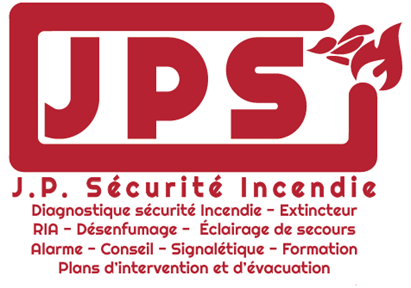 JPS
J.P. Sécurité Incendie
Diagnostique sécurité Incendie - Extincteur
RIA - Désenfumage - Éclairage de secours
Alarme - Conseil - Signalétique - Formation
Plans d'intervention et d'évacuation